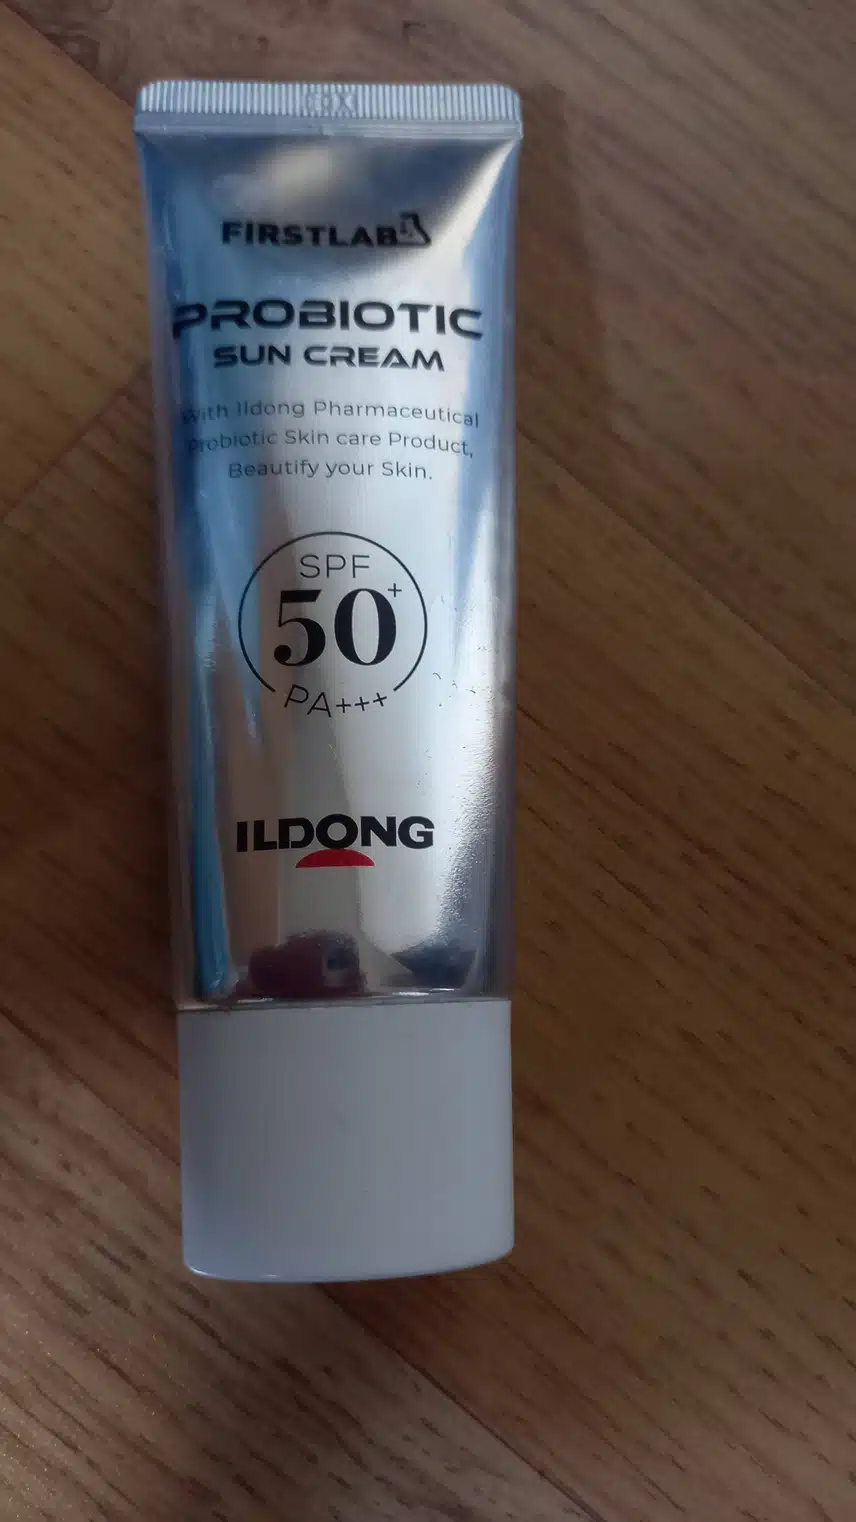 FIRSTLAB
PROBIOTIC
SUN CREAM
With Ildong Pharmaceutical
Probiotic Skin care Product,
Beautify your Skin.
SPF
50+
PA+++
ILDONG